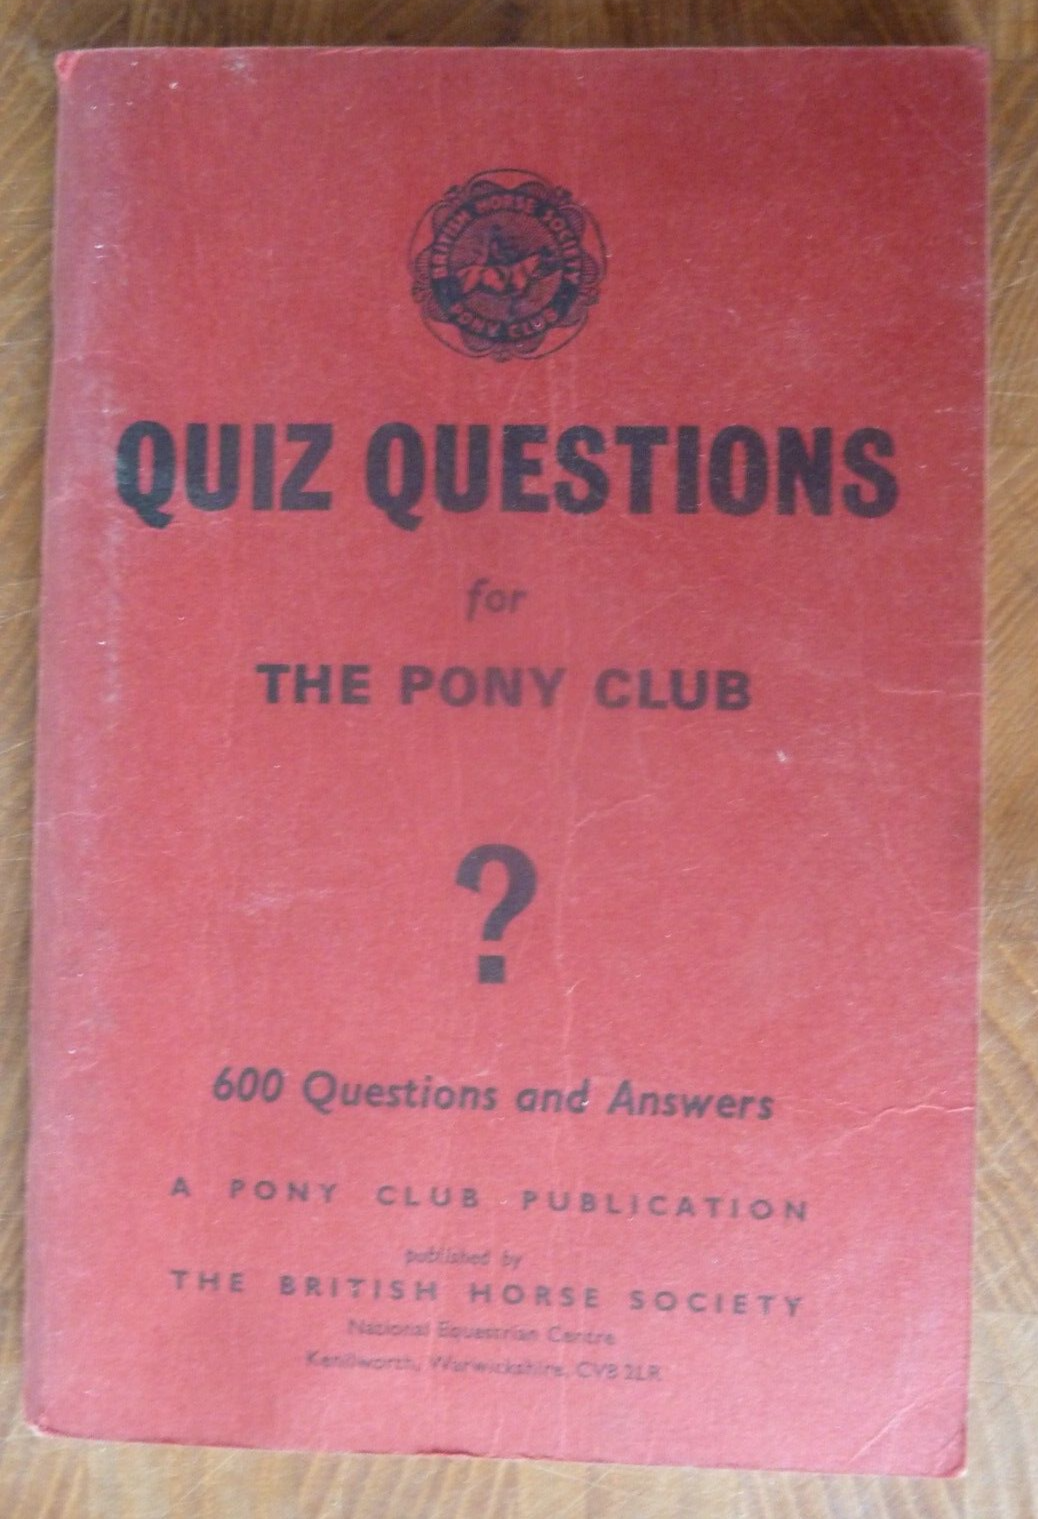 BRITISH HORSE SOCIETY
PONY CLUB
QUIZ QUESTIONS
for
THE PONY CLUB
?
600 Questions and Answers
A PONY CLUB PUBLICATION
published by
THE BRITISH HORSE SOCIETY
National Equestrian Centre
Kenilworth, Warwickshire, CV8 2LR